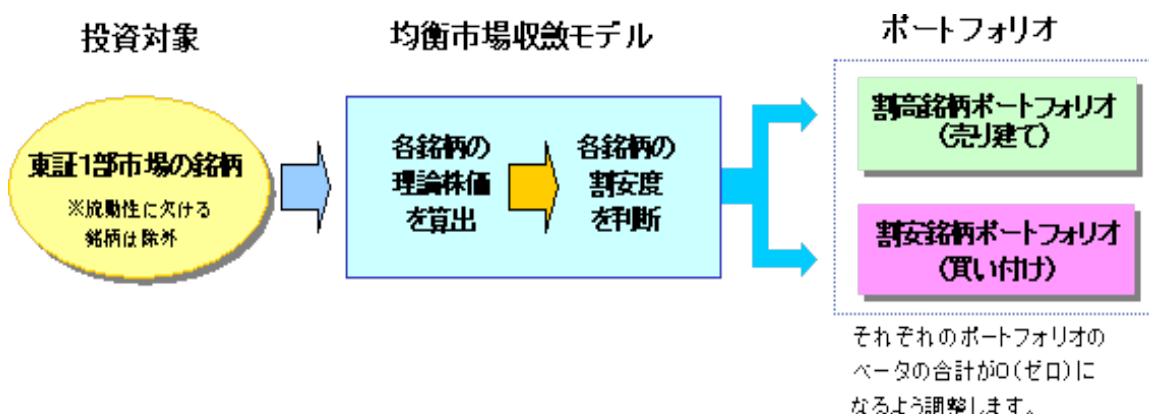 投資対象
均衡市場収斂モデル
ポートフォリオ
東証1部市場の銘柄
※流動性に欠ける
銘柄は除外
各銘柄の
理論株価
を算出
各銘柄の
割安度
を判断
割高銘柄ポートフォリオ
(売り建て)
割安銘柄ポートフォリオ
(買い付け)
それぞれのポートフォリオの
ベータの合計が0(ゼロ)に
なるよう調整します。